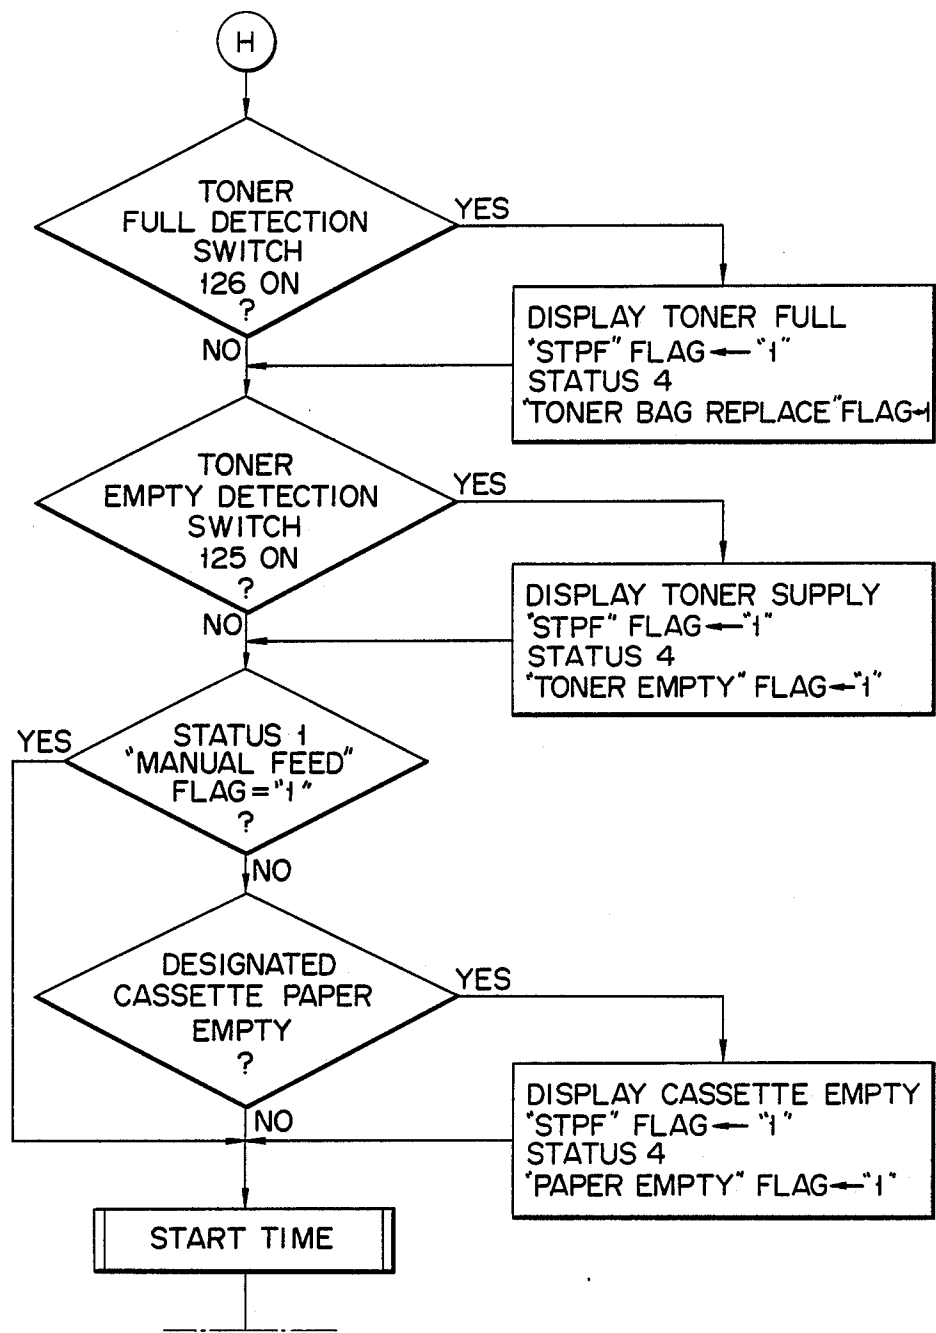 H
TONER
FULL DETECTION
SWITCH
126 ON
?
YES
NO
DISPLAY TONER FULL
"STPF" FLAG ← "1"
STATUS 4
"TONER BAG REPLACE" FLAG←1
TONER
EMPTY DETECTION
SWITCH
125 ON
?
YES
NO
DISPLAY TONER SUPPLY
"STPF" FLAG ← "1"
STATUS 4
"TONER EMPTY" FLAG ← "1"
STATUS 1
"MANUAL FEED"
FLAG = "1"
?
YES
NO
DESIGNATED
CASSETTE PAPER
EMPTY
?
YES
NO
DISPLAY CASSETTE EMPTY
"STPF" FLAG ← "1"
STATUS 4
"PAPER EMPTY" FLAG ← "1"
START TIME